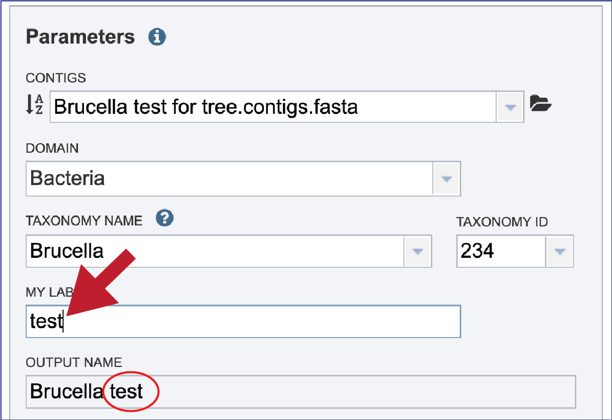 Parameters
CONTIGS
Brucella test for tree.contigs.fasta
DOMAIN
Bacteria
TAXONOMY NAME ?
TAXONOMY ID
Brucella
234
MY LAB
test
OUTPUT NAME
Brucella test